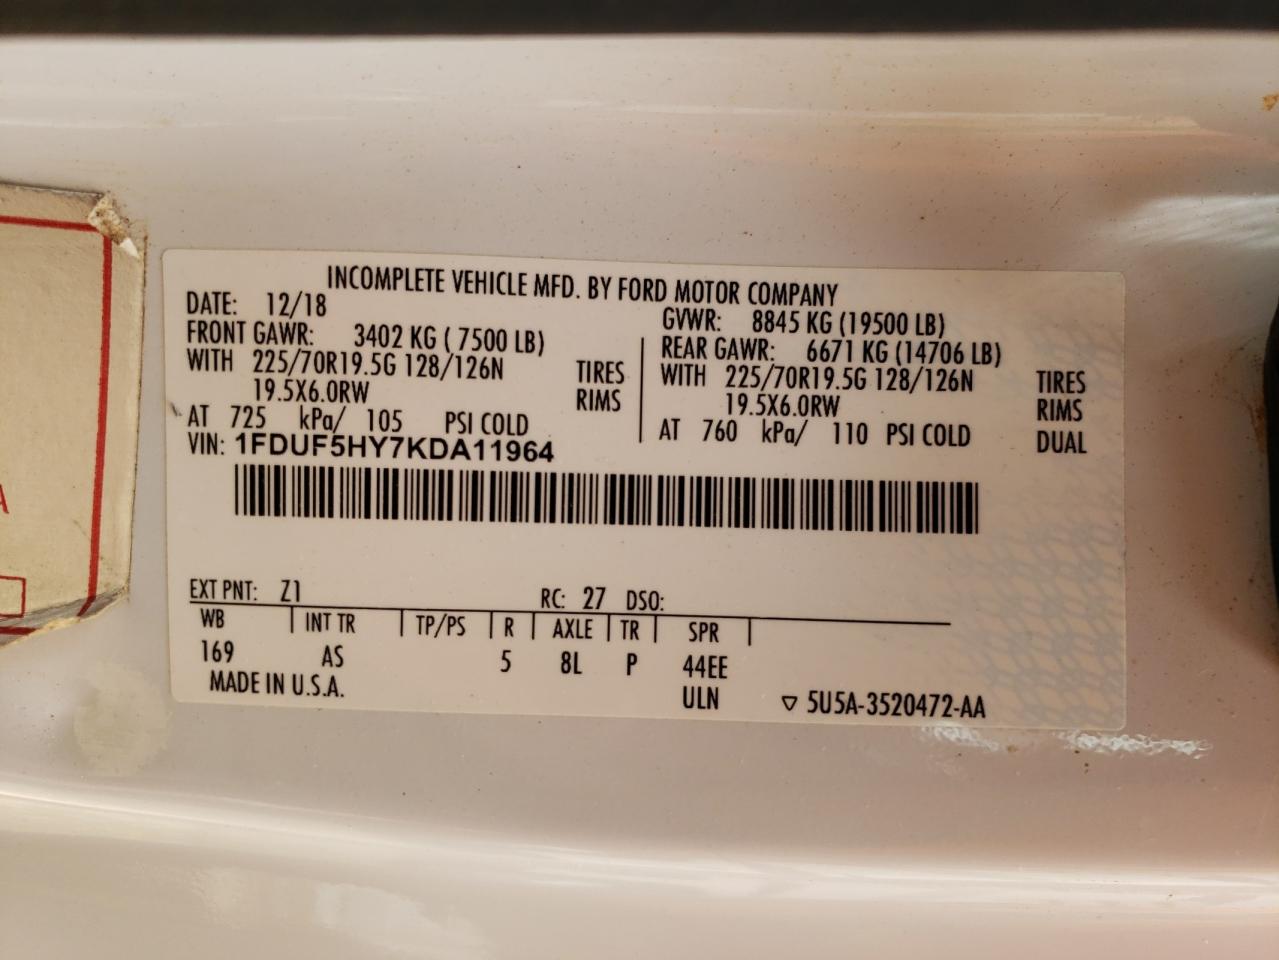 INCOMPLETE VEHICLE MFD. BY FORD MOTOR COMPANY
DATE: 12/18
GVWR: 8845 KG (19500 LB)
FRONT GAWR: 3402 KG ( 7500 LB)
REAR GAWR: 6671 KG (14706 LB)
WITH 225/70R19.5G 128/126N TIRES
WITH 225/70R19.5G 128/126N TIRES
19.5X6.0RW RIMS
19.5X6.0RW RIMS
AT 725 kPa/ 105 PSI COLD
AT 760 kPa/ 110 PSI COLD DUAL
VIN: 1FDUF5HY7KDA11964
EXT PNT: Z1 RC: 27 DSO:
WB INT TR TP/PS R AXLE TR SPR
169 AS 5 8L P 44EE
MADE IN U.S.A. ULN 5U5A-3520472-AA
A